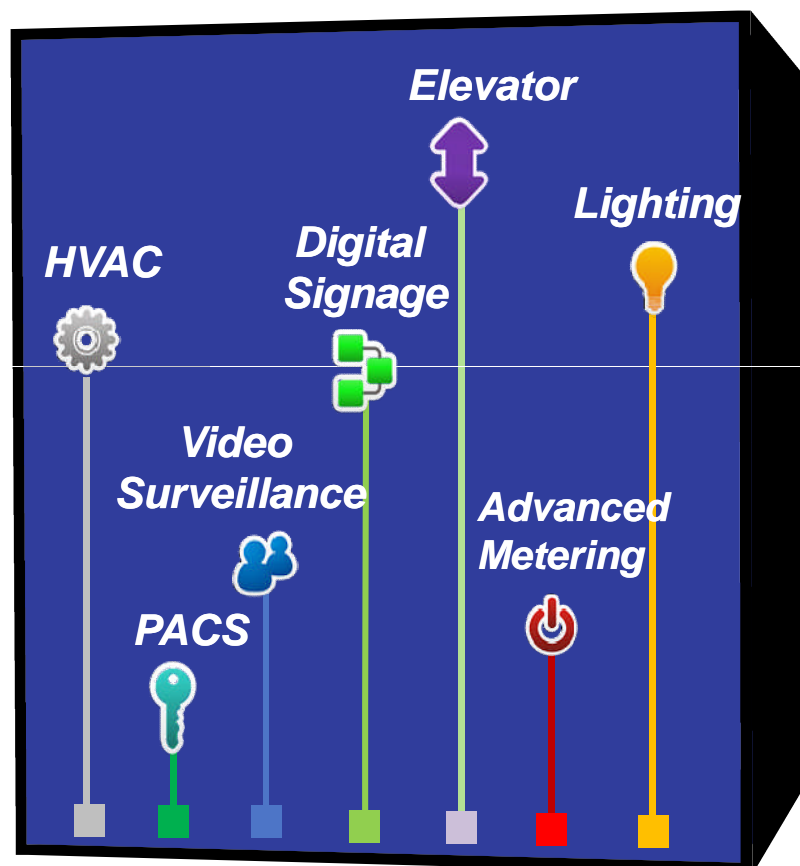 Elevator
Lighting
Digital
Signage
HVAC
Video
Surveillance
Advanced
Metering
PACS